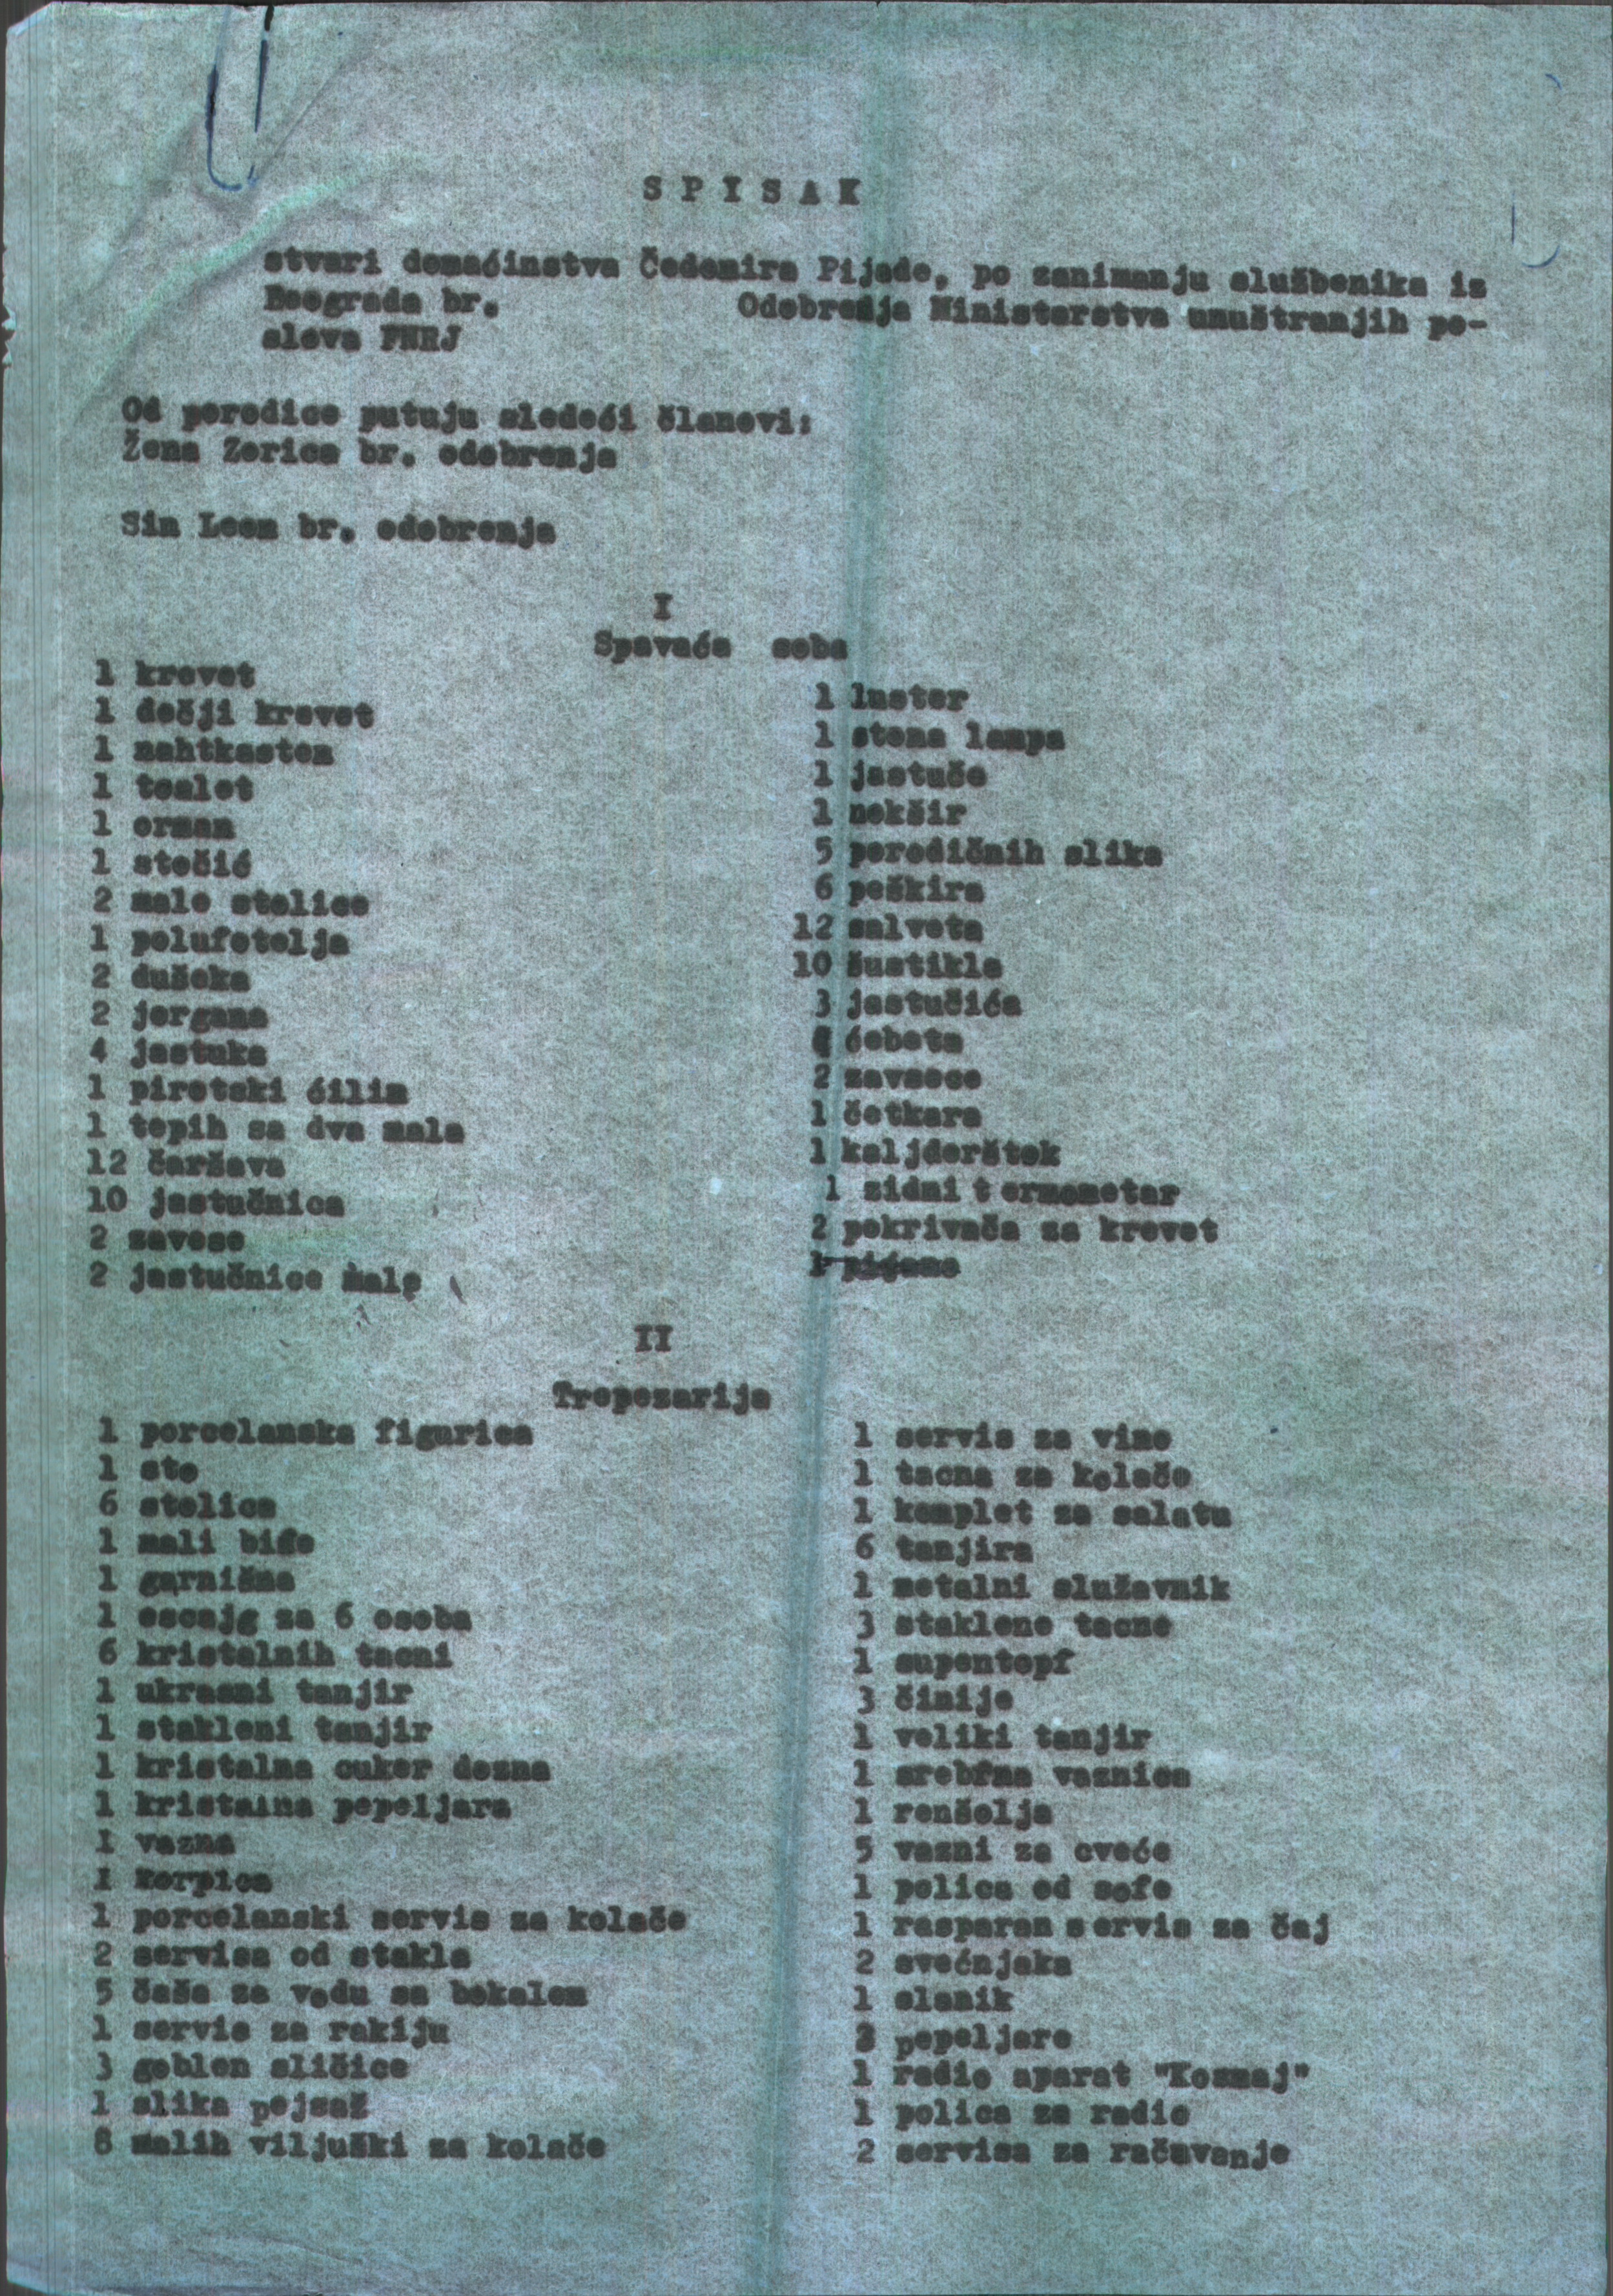 S P I S A K
stvari domaćinstva Čedomira Pijade, po zanimanju službenika iz
Beograda br. Odobrenja Ministarstva unuštranjih po-
slova FNRJ
Od porodice putuju sledeći članovi:
Žena Zorica br. odobrenja
Sin Leon br. odobrenja
I
Spavaća soba
1 krevet
1 dečji krevet
1 nahtkasten
1 toalet
1 orman
1 stočić
2 male stolice
1 polufotelja
2 dušeka
2 jorgana
4 jastuka
1 pirotski ćilim
1 tepih sa dva mala
12 čaršava
10 jastučnica
2 zavese
2 jastučnice male
1 luster
1 stona lampa
1 jastuče
1 nokšir
5 porodičnih slika
6 peškira
12 salveta
10 šustikla
3 jastučića
ćebeta
2 zavese
1 četkara
1 kaljderštok
1 zidni t ermometar
2 pokrivača za krevet
1 pijama
II
Trepezarija
1 porcelanska figurica
1 sto
6 stolica
1 mali bife
1 garnišna
1 escajg za 6 osoba
6 kristalnih tacni
1 ukrasni tanjir
1 stakleni tanjir
1 kristalna cuker dozna
1 kristalna pepeljara
1 vazna
1 korpica
1 porcelanski servis za kolače
2 servisa od stakla
5 čaša za vodu sa bokalom
1 servis za rakiju
3 goblen sličice
1 slika pejsaž
8 malih viljuški za kolače
1 servis za vino
1 tacna za kolače
1 komplet za salatu
6 tanjira
1 metalni služavnik
3 staklene tacne
1 supentopf
3 činije
1 veliki tanjir
1 srebrna vaznica
1 renšolja
5 vazni za cveće
1 polica od sofe
1 rasparen s ervis za čaj
2 svećnjaka
1 slanik
3 pepeljare
1 radio aparat "Kosmaj"
1 polica za radio
2 servisa za račavanje